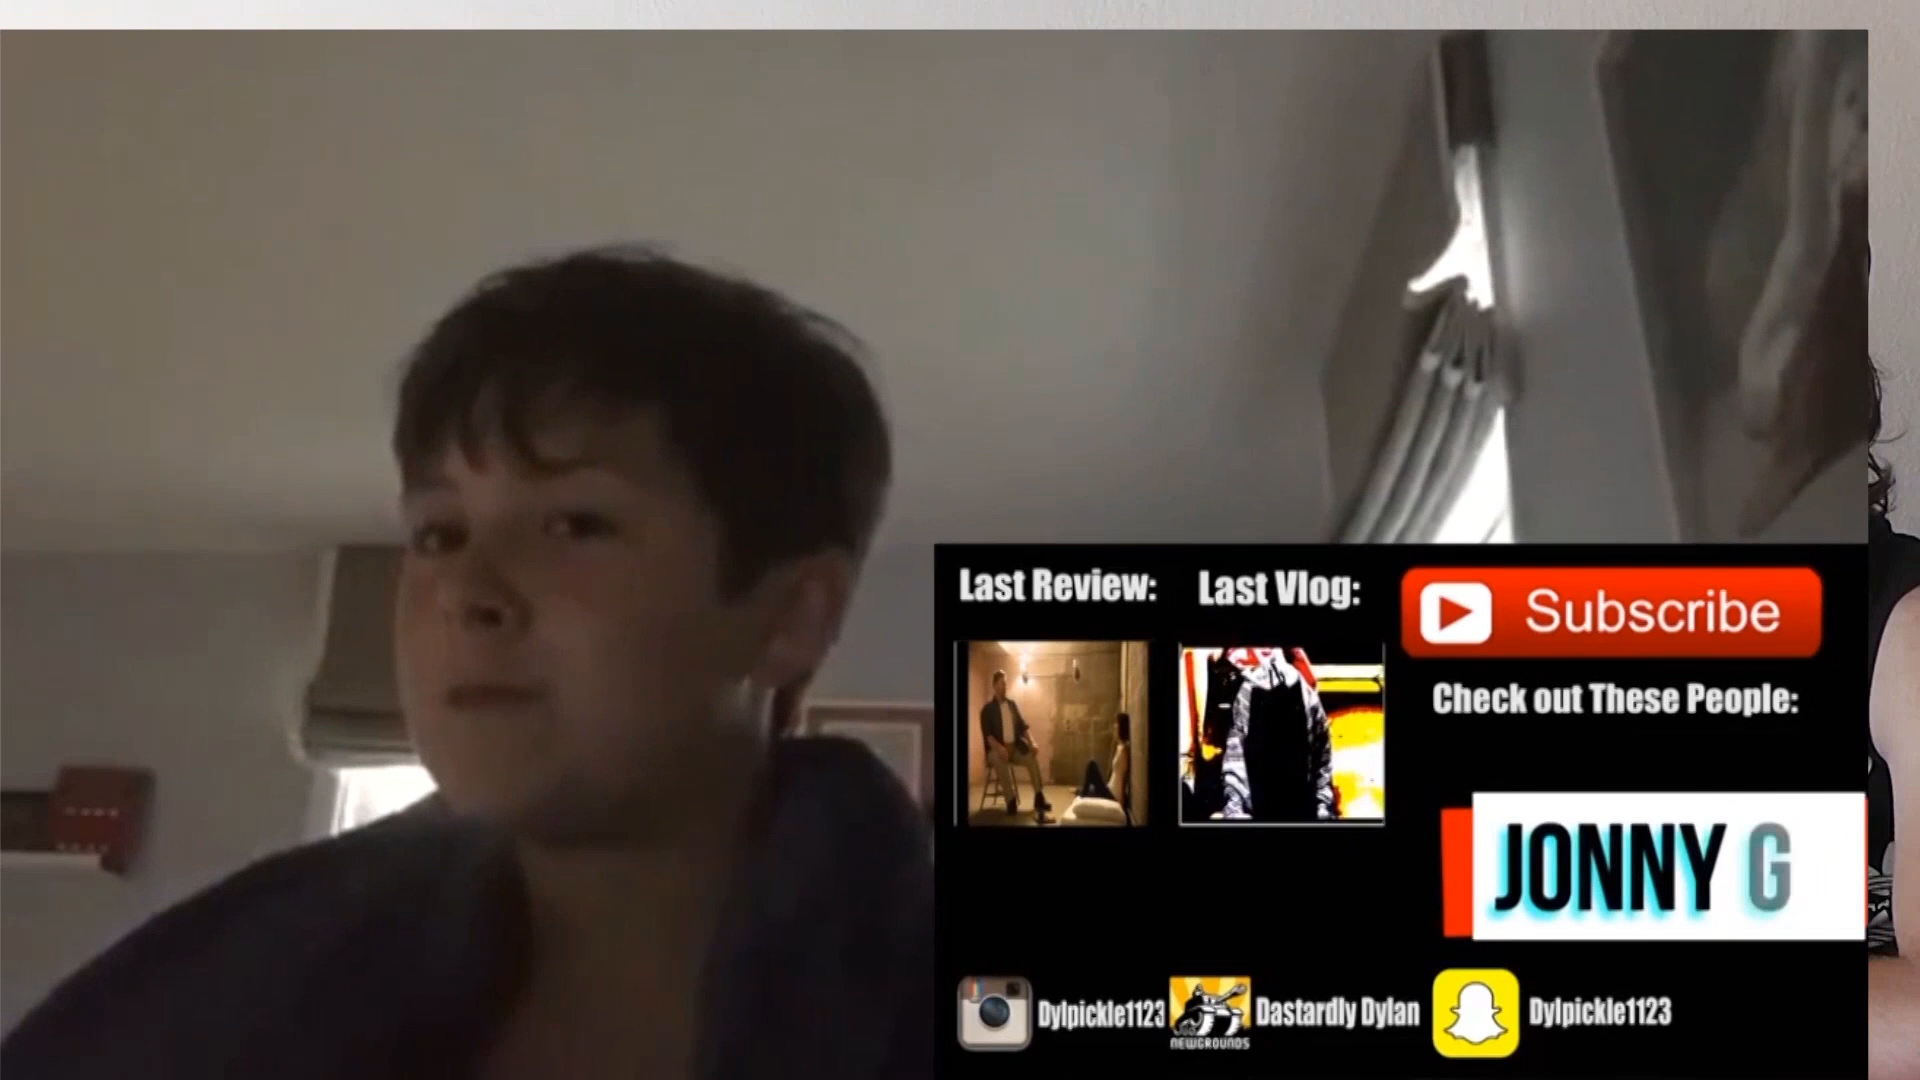 Last Review:
Last Vlog:
Subscribe
Check out These People:
JONNY G
Dylpickle1123
NEWGROUNDS
Dastardly Dylan
Dylpickle1123